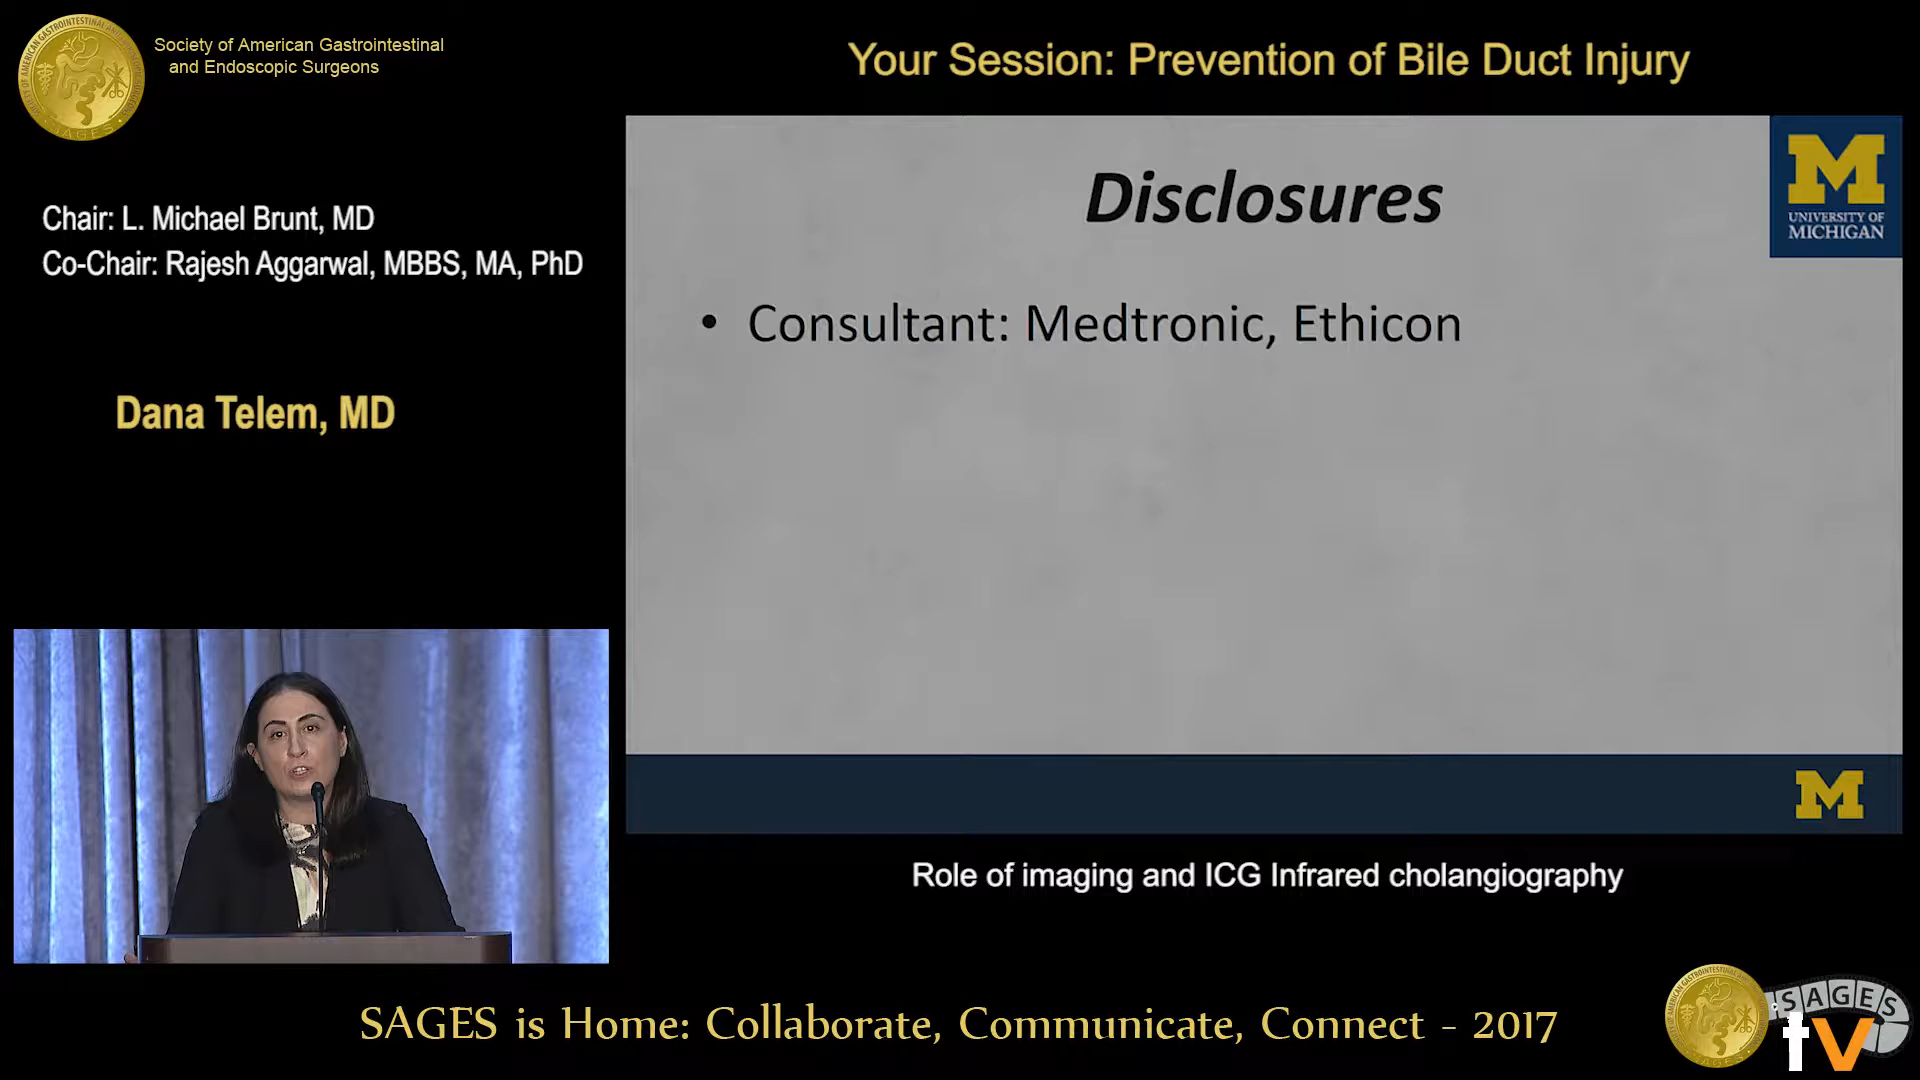 Society of American Gastrointestinal
and Endoscopic Surgeons
Your Session: Prevention of Bile Duct Injury
Chair: L. Michael Brunt, MD
Co-Chair: Rajesh Aggarwal, MBBS, MA, PhD
Dana Telem, MD
Disclosures
M
UNIVERSITY OF
MICHIGAN
• Consultant: Medtronic, Ethicon
M
Role of imaging and ICG Infrared cholangiography
SAGES is Home: Collaborate, Communicate, Connect - 2017
SAGES
tv
SAGES